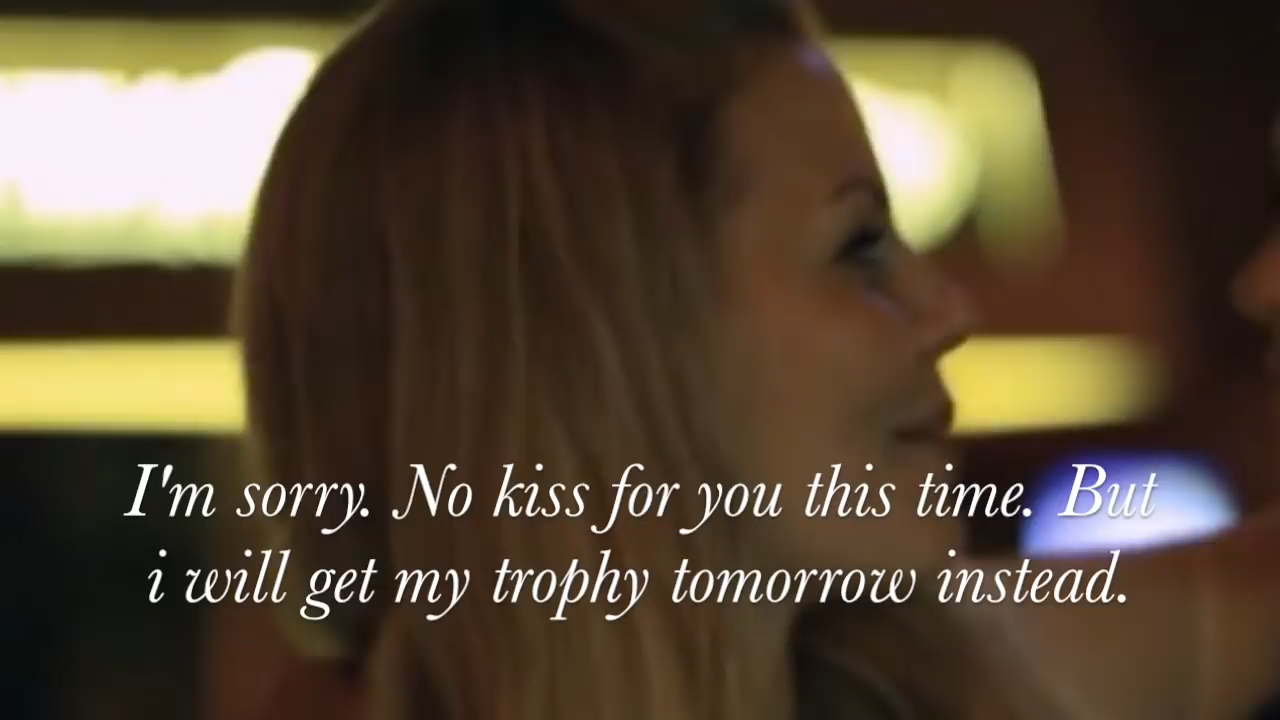 I'm sorry. No kiss for you this time. But
i will get my trophy tomorrow instead.